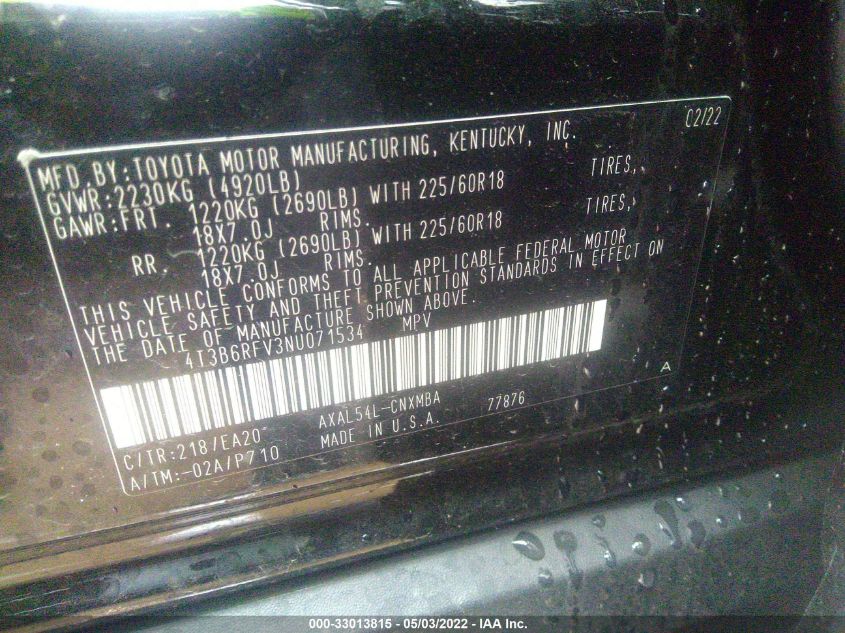 MFD.BY:TOYOTA MOTOR MANUFACTURING, KENTUCKY, INC. 02/22
GVWR:2230KG (4920LB)
GAWR:FRT. 1220KG (2690LB) WITH 225/60R18 TIRES,
18X7.0J RIMS.
RR. 1220KG (2690LB) WITH 225/60R18 TIRES,
18X7.0J RIMS.
THIS VEHICLE CONFORMS TO ALL APPLICABLE FEDERAL MOTOR
VEHICLE SAFETY AND THEFT PREVENTION STANDARDS IN EFFECT ON
THE DATE OF MANUFACTURE SHOWN ABOVE.
4T3B6RFV3NU071534 MPV
A
C/TR:218/EA20 AXAL54L-CNXMBA 77876
A/TM:-02A/P710 MADE IN U.S.A.
000-33013815 - 05/03/2022 - IAA Inc.